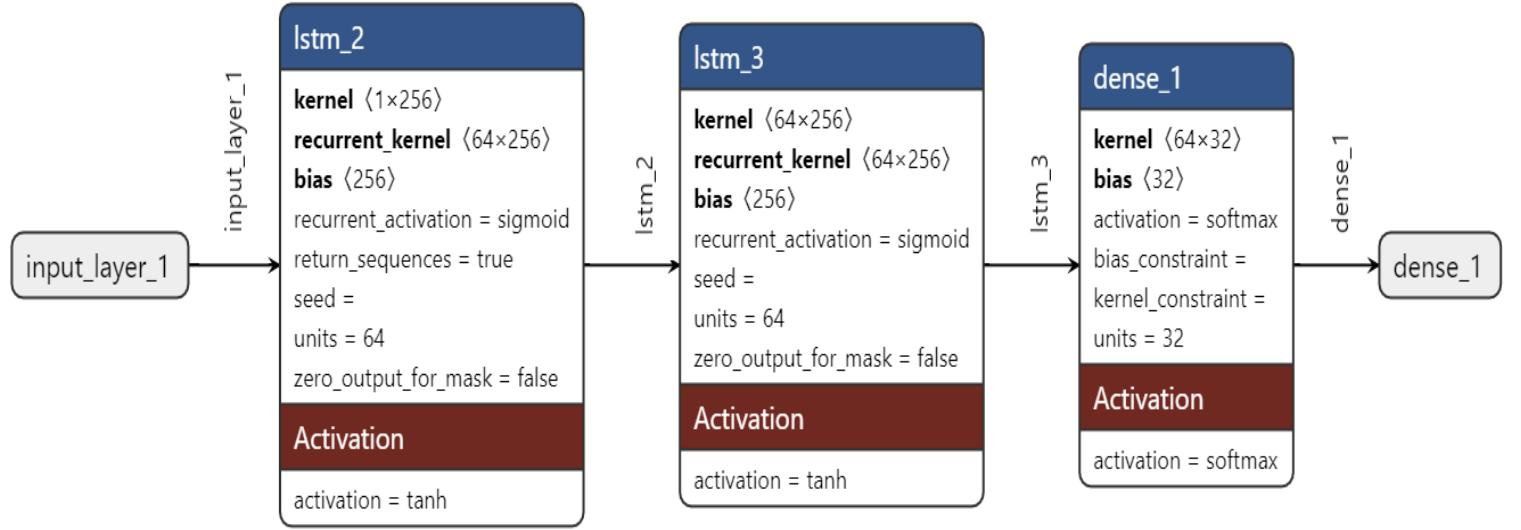 input_layer_1
input_layer_1
lstm_2
kernel ⟨1×256⟩
recurrent_kernel ⟨64×256⟩
bias ⟨256⟩
recurrent_activation = sigmoid
return_sequences = true
seed =
units = 64
zero_output_for_mask = false
Activation
activation = tanh
lstm_2
lstm_3
kernel ⟨64×256⟩
recurrent_kernel ⟨64×256⟩
bias ⟨256⟩
recurrent_activation = sigmoid
seed =
units = 64
zero_output_for_mask = false
Activation
activation = tanh
lstm_3
dense_1
kernel ⟨64×32⟩
bias ⟨32⟩
activation = softmax
bias_constraint =
kernel_constraint =
units = 32
Activation
activation = softmax
dense_1
dense_1